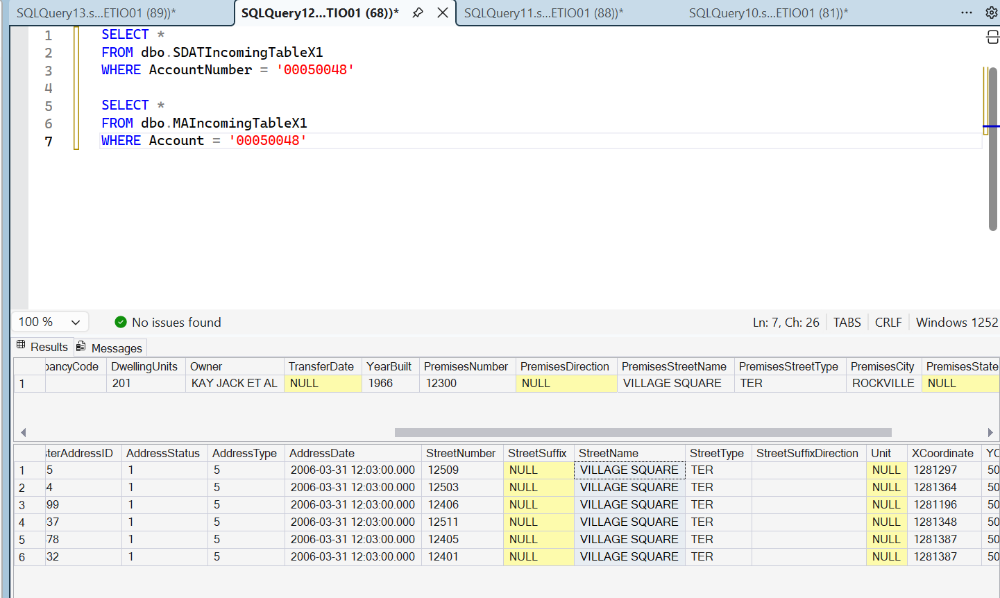 SQLQuery13.s...ETIO01 (89))* SQLQuery12...TIO01 (68))* SQLQuery11.s...ETIO01 (88))* SQLQuery10.s...ETIO01 (81))*
1 SELECT *
2 FROM dbo.SDATIncomingTableX1
3 WHERE AccountNumber = '00050048'
4
5 SELECT *
6 FROM dbo.MAIncomingTableX1
7 WHERE Account = '00050048'
100 % No issues found Ln: 7, Ch: 26 TABS CRLF Windows 1252
Results Messages
pancyCode DwellingUnits Owner TransferDate YearBuilt PremisesNumber PremisesDirection PremisesStreetName PremisesStreetType PremisesCity PremisesState
1 201 KAY JACK ET AL NULL 1966 12300 NULL VILLAGE SQUARE TER ROCKVILLE NULL
sterAddressID AddressStatus AddressType AddressDate StreetNumber StreetSuffix StreetName StreetType StreetSuffixDirection Unit XCoordinate YC
1 5 1 5 2006-03-31 12:03:00.000 12509 NULL VILLAGE SQUARE TER NULL 1281297 50
2 4 1 5 2006-03-31 12:03:00.000 12503 NULL VILLAGE SQUARE TER NULL 1281364 50
3 99 1 5 2006-03-31 12:03:00.000 12406 NULL VILLAGE SQUARE TER NULL 1281196 50
4 37 1 5 2006-03-31 12:03:00.000 12511 NULL VILLAGE SQUARE TER NULL 1281348 50
5 78 1 5 2006-03-31 12:03:00.000 12405 NULL VILLAGE SQUARE TER NULL 1281387 50
6 32 1 5 2006-03-31 12:03:00.000 12401 NULL VILLAGE SQUARE TER NULL 1281387 50